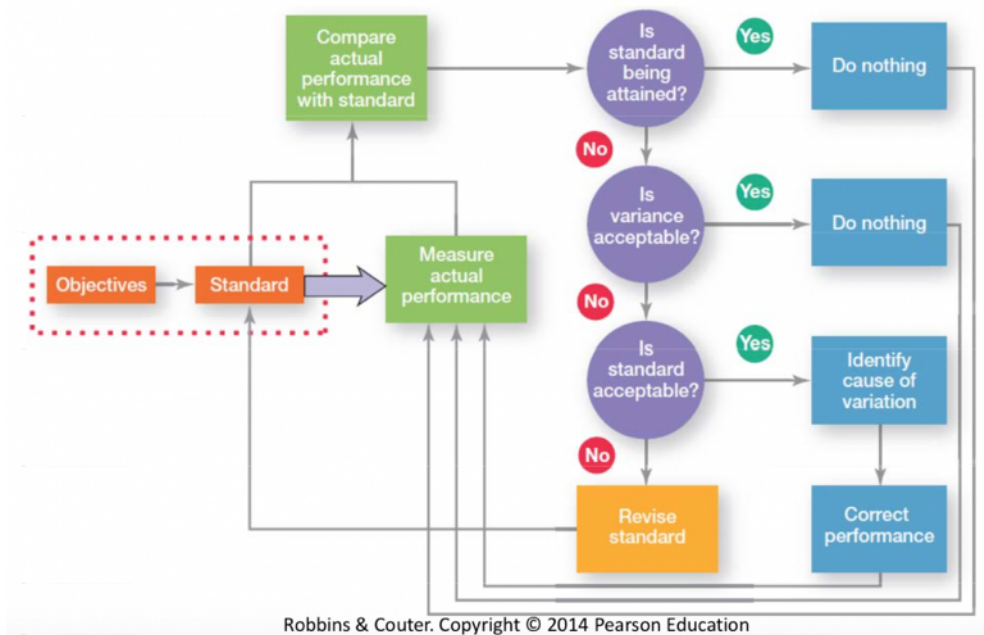 Compare
actual
performance
with standard
Is
standard
being
attained?
Yes
Do nothing
No
Is
variance
acceptable?
Yes
Do nothing
Objectives
Standard
Measure
actual
performance
No
Is
standard
acceptable?
Yes
Identify
cause of
variation
No
Revise
standard
Correct
performance
Robbins & Couter. Copyright © 2014 Pearson Education